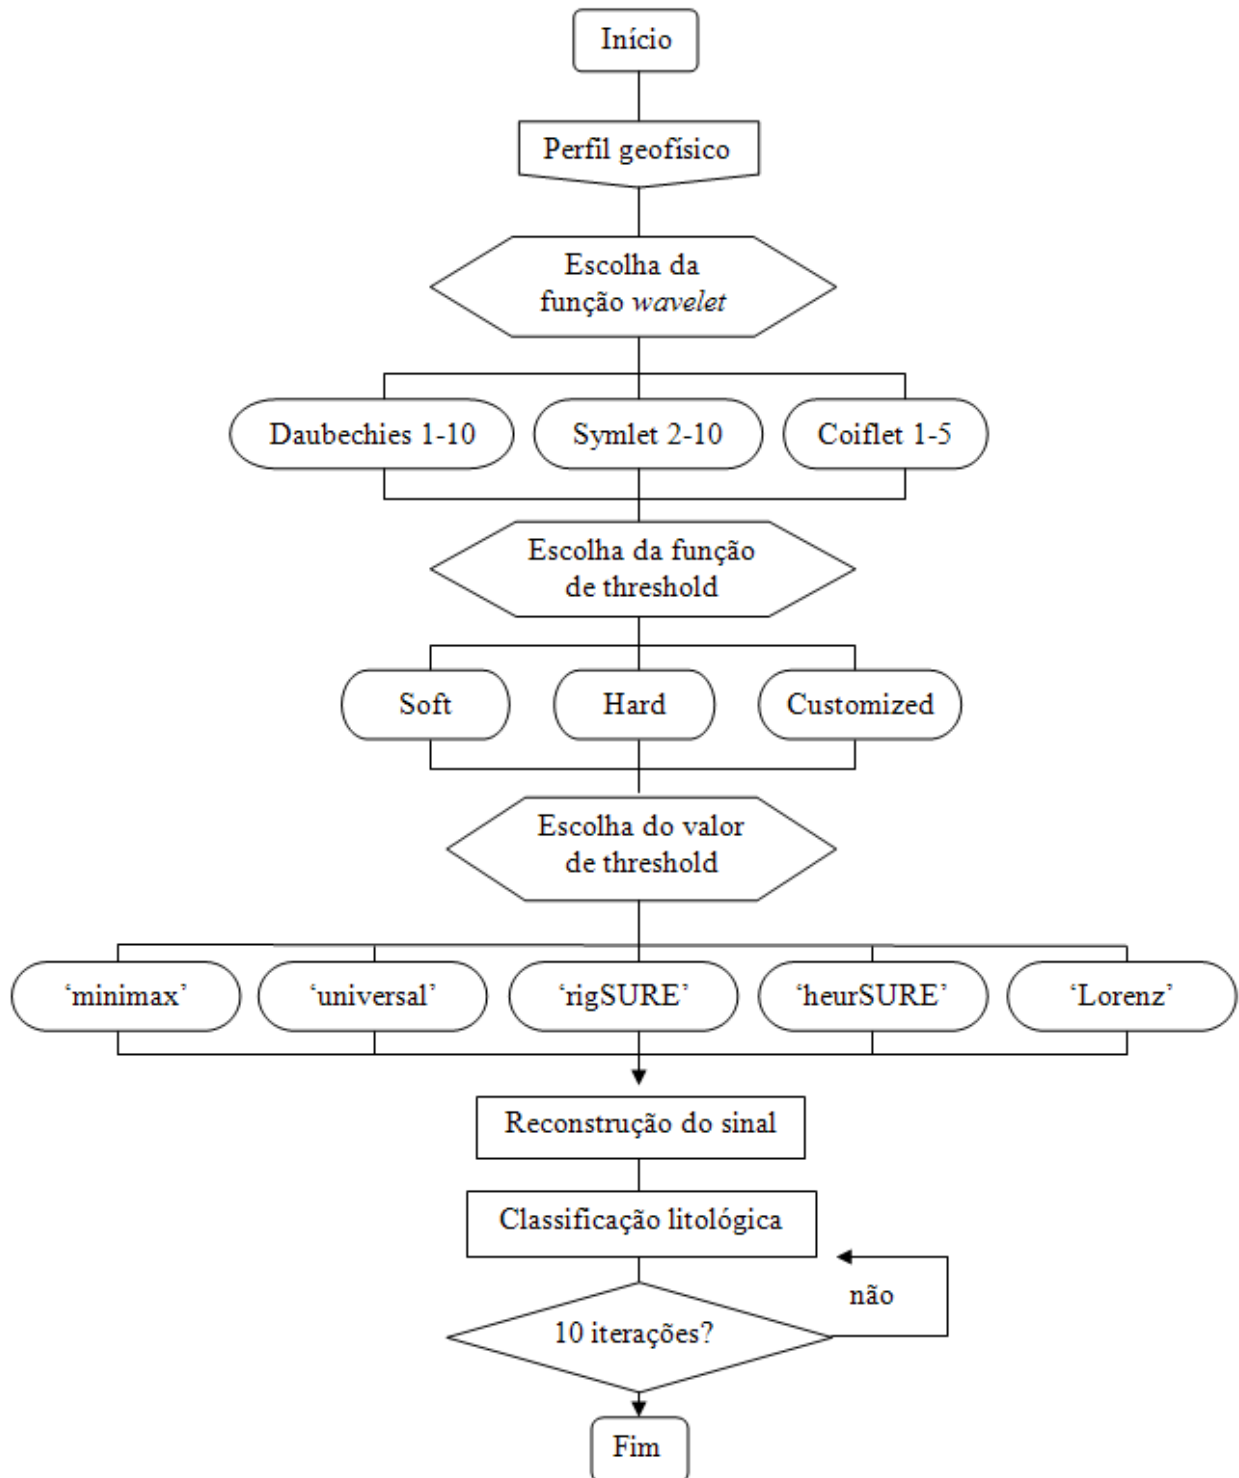 Início
Perfil geofísico
Escolha da
função wavelet
Daubechies 1-10
Symlet 2-10
Coiflet 1-5
Escolha da função
de threshold
Soft
Hard
Customized
Escolha do valor
de threshold
‘minimax’
‘universal’
‘rigSURE’
‘heurSURE’
‘Lorenz’
Reconstrução do sinal
Classificação litológica
não
10 iterações?
Fim